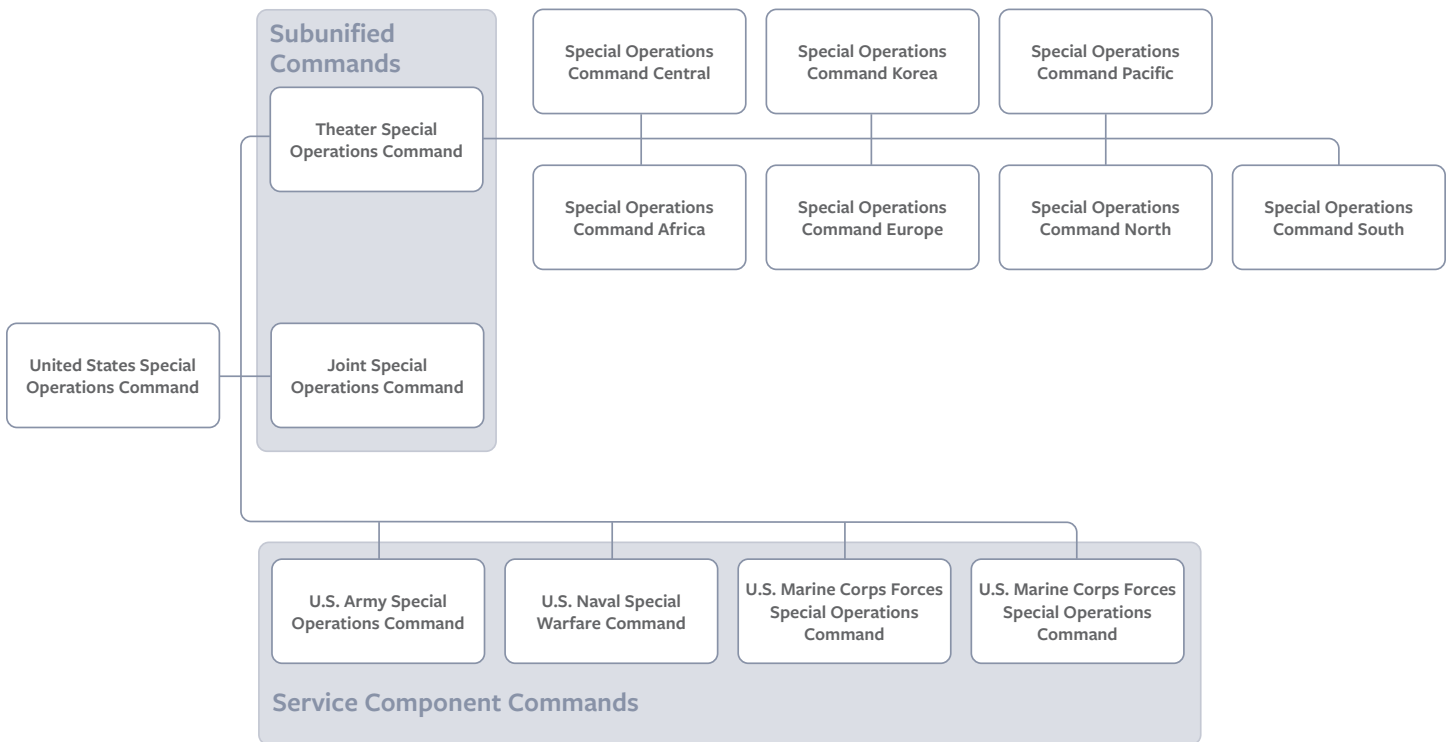 Subunified
Commands
Special Operations
Command Central
Special Operations
Command Korea
Special Operations
Command Pacific
Theater Special
Operations Command
Special Operations
Command Africa
Special Operations
Command Europe
Special Operations
Command North
Special Operations
Command South
United States Special
Operations Command
Joint Special
Operations Command
U.S. Army Special
Operations Command
U.S. Naval Special
Warfare Command
U.S. Marine Corps Forces
Special Operations
Command
U.S. Marine Corps Forces
Special Operations
Command
Service Component Commands